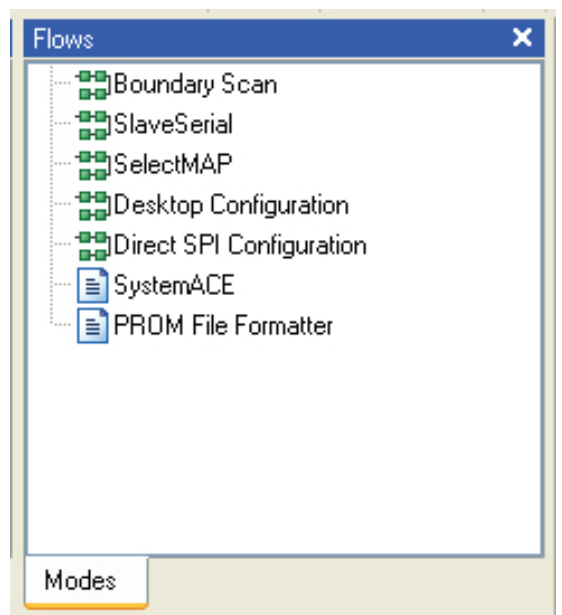 Flows
Boundary Scan
SlaveSerial
SelectMAP
Desktop Configuration
Direct SPI Configuration
SystemACE
PROM File Formatter
Modes